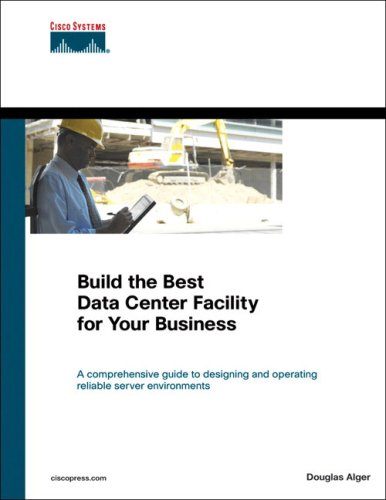 CISCO SYSTEMS
Build the Best
Data Center Facility
for Your Business
A comprehensive guide to designing and operating
reliable server environments
ciscopress.com
Douglas Alger